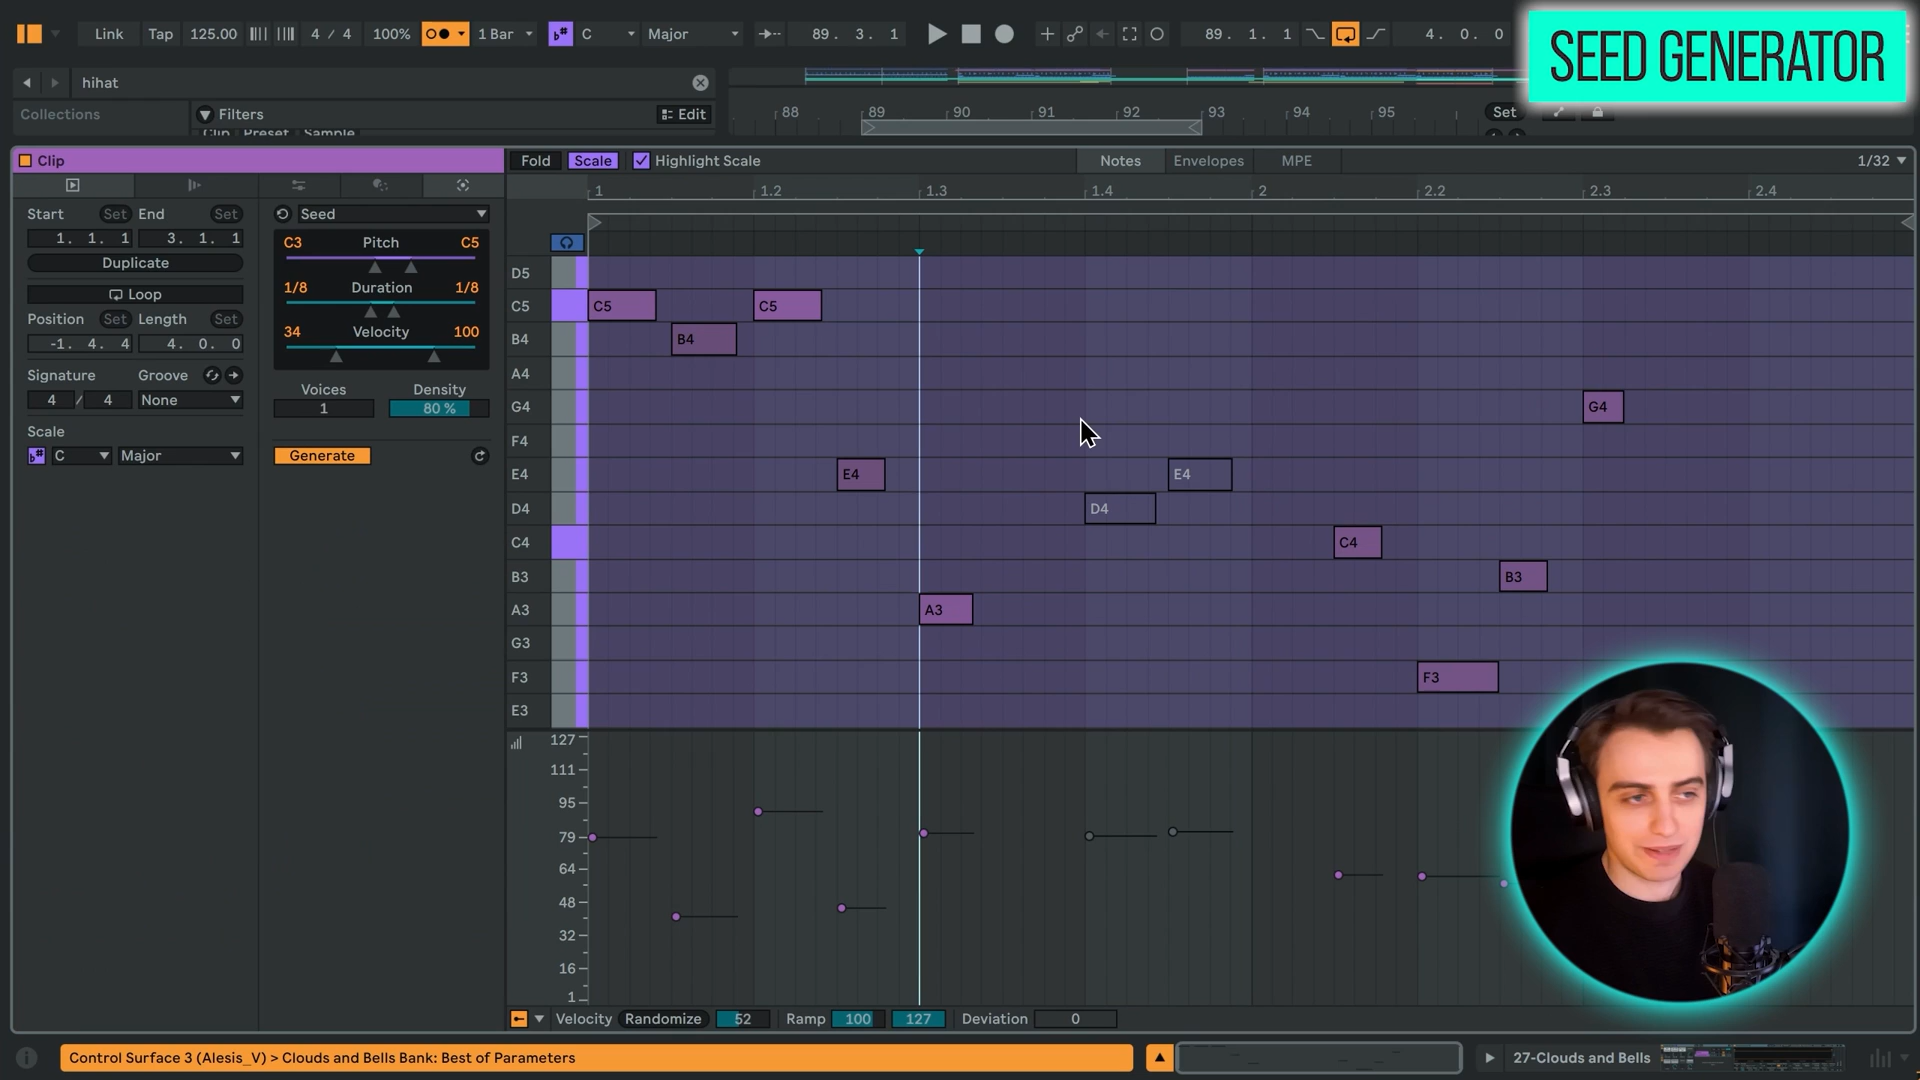 Link Tap 125.00 4 / 4 100% 1 Bar C Major 89. 3. 1 89. 1. 1 4. 0. 0
SEED GENERATOR
hihat
Collections Filters Edit
Clip Preset Sample
88 89 90 91 92 93 94 95 Set
Clip
Fold Scale Highlight Scale Notes Envelopes MPE 1/32
1 1.2 1.3 1.4 2 2.2 2.3 2.4
Start Set End Set
1. 1. 1 3. 1. 1
Duplicate
Loop
Position Set Length Set
-1. 4. 4 4. 0. 0
Signature Groove
4 / 4 None
Scale
C Major
Seed
C3 Pitch C5
1/8 Duration 1/8
34 Velocity 100
Voices Density
1 80 %
Generate
D5
C5 C5 C5
B4 B4
A4
G4 G4
F4
E4 E4 E4
D4 D4
C4 C4
B3 B3
A3 A3
G3
F3 F3
E3
127
111
95
79
64
48
32
16
1
Velocity Randomize 52 Ramp 100 127 Deviation 0
Control Surface 3 (Alesis_V) > Clouds and Bells Bank: Best of Parameters
27-Clouds and Bells